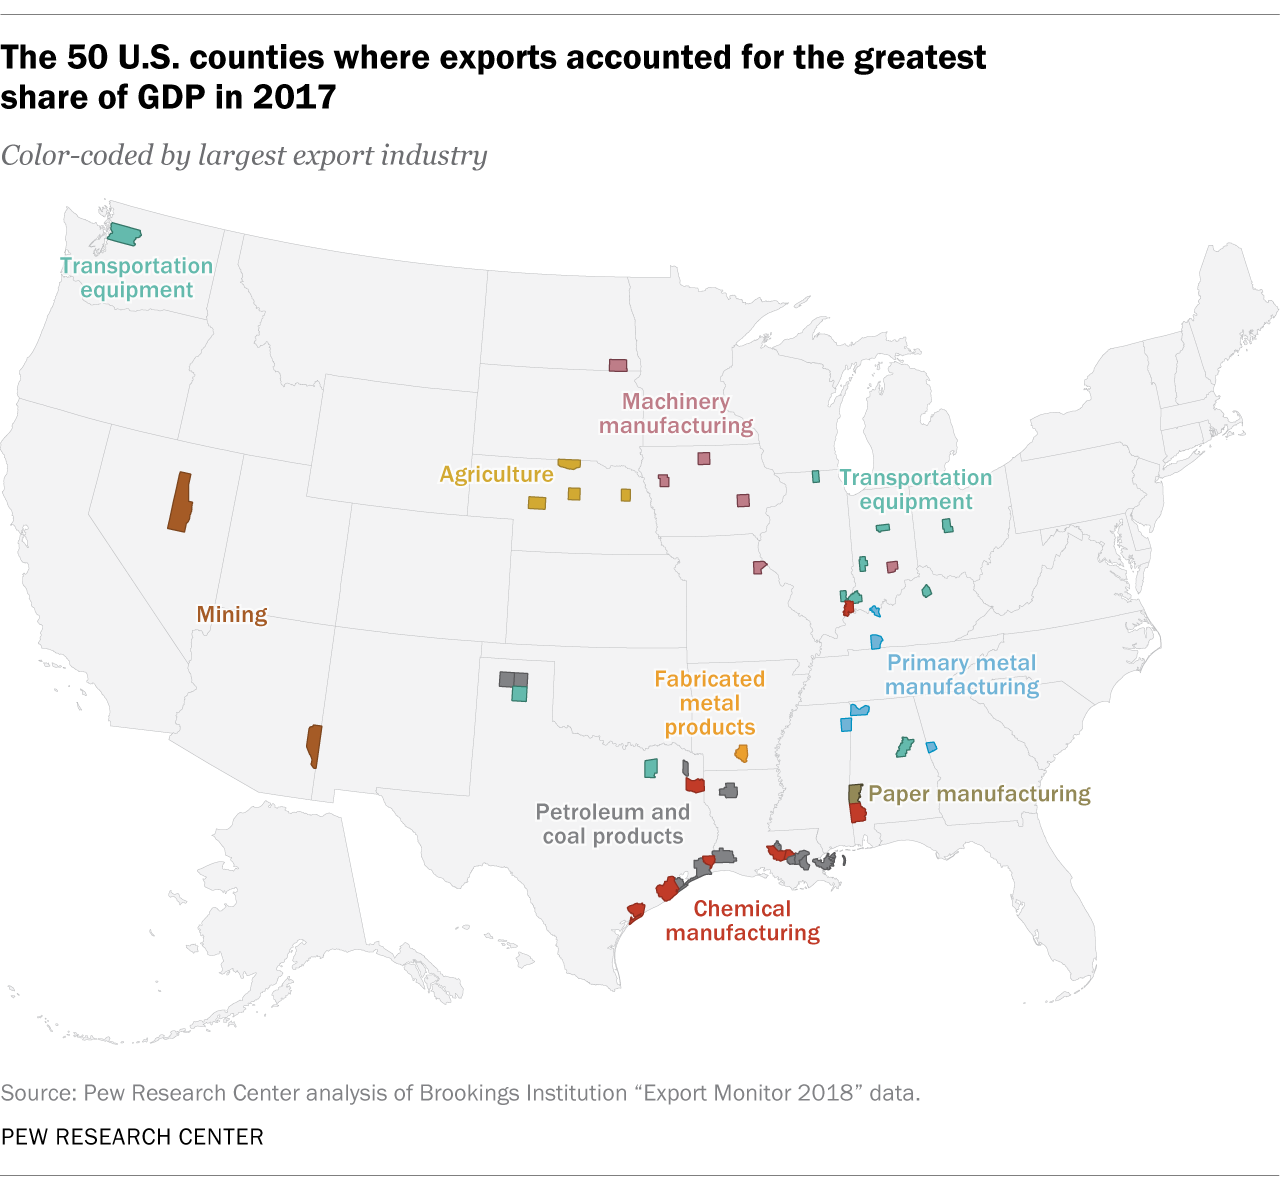 The 50 U.S. counties where exports accounted for the greatest
share of GDP in 2017
Color-coded by largest export industry
Transportation
equipment
Machinery
manufacturing
Agriculture
Transportation
equipment
Mining
Fabricated
metal
products
Primary metal
manufacturing
Petroleum and
coal products
Paper manufacturing
Chemical
manufacturing
Source: Pew Research Center analysis of Brookings Institution “Export Monitor 2018” data.
PEW RESEARCH CENTER